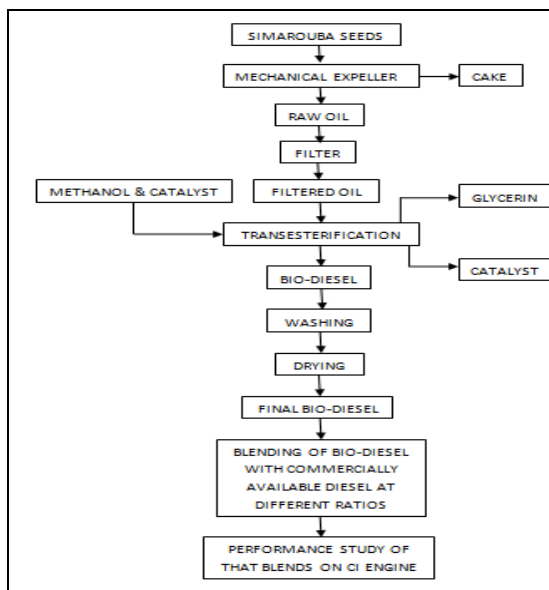 SIMAROUBA SEEDS
MECHANICAL EXPELLER
CAKE
RAW OIL
FILTER
METHANOL & CATALYST
FILTERED OIL
GLYCERIN
TRANSESTERIFICATION
CATALYST
BIO-DIESEL
WASHING
DRYING
FINAL BIO-DIESEL
BLENDING OF BIO-DIESEL
WITH COMMERCIALLY
AVAILABLE DIESEL AT
DIFFERENT RATIOS
PERFORMANCE STUDY OF
THAT BLENDS ON CI ENGINE